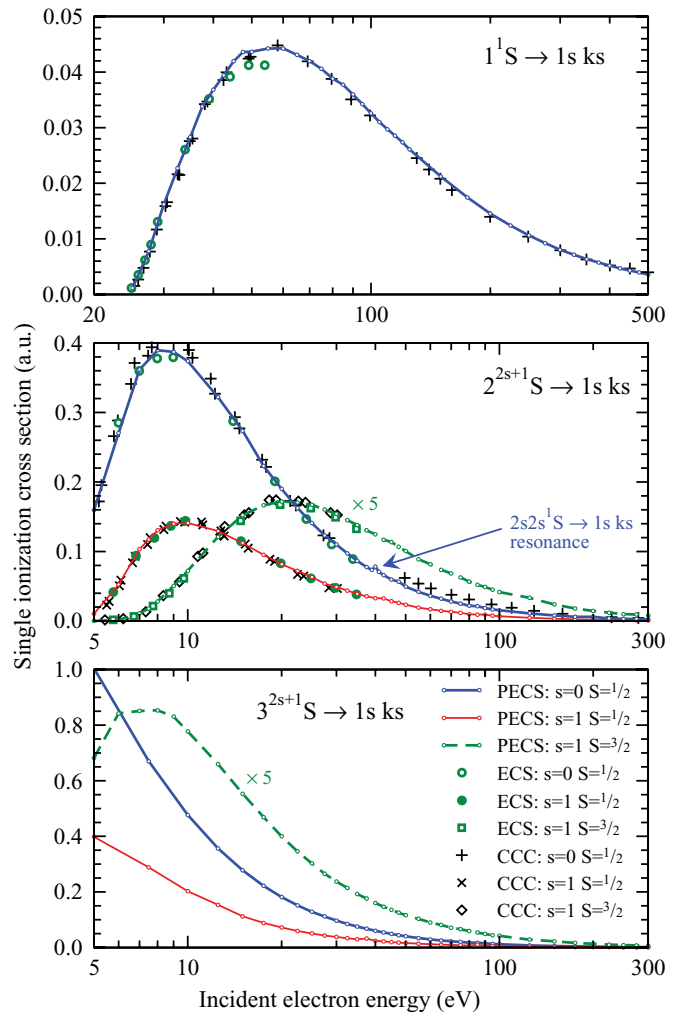 Single ionization cross section (a.u.)
0.05
0.04
0.03
0.02
0.01
0.00
1¹S → 1s ks
20
100
500
0.4
0.3
0.2
0.1
0.0
2²ˢ⁺¹S → 1s ks
× 5
2s2s ¹S → 1s ks
resonance
5
10
100
300
1.0
0.8
0.6
0.4
0.2
0.0
3²ˢ⁺¹S → 1s ks
× 5
PECS: s=0 S=¹/₂
PECS: s=1 S=¹/₂
PECS: s=1 S=³/₂
ECS: s=0 S=¹/₂
ECS: s=1 S=¹/₂
ECS: s=1 S=³/₂
CCC: s=0 S=¹/₂
CCC: s=1 S=¹/₂
CCC: s=1 S=³/₂
5
10
100
300
Incident electron energy (eV)